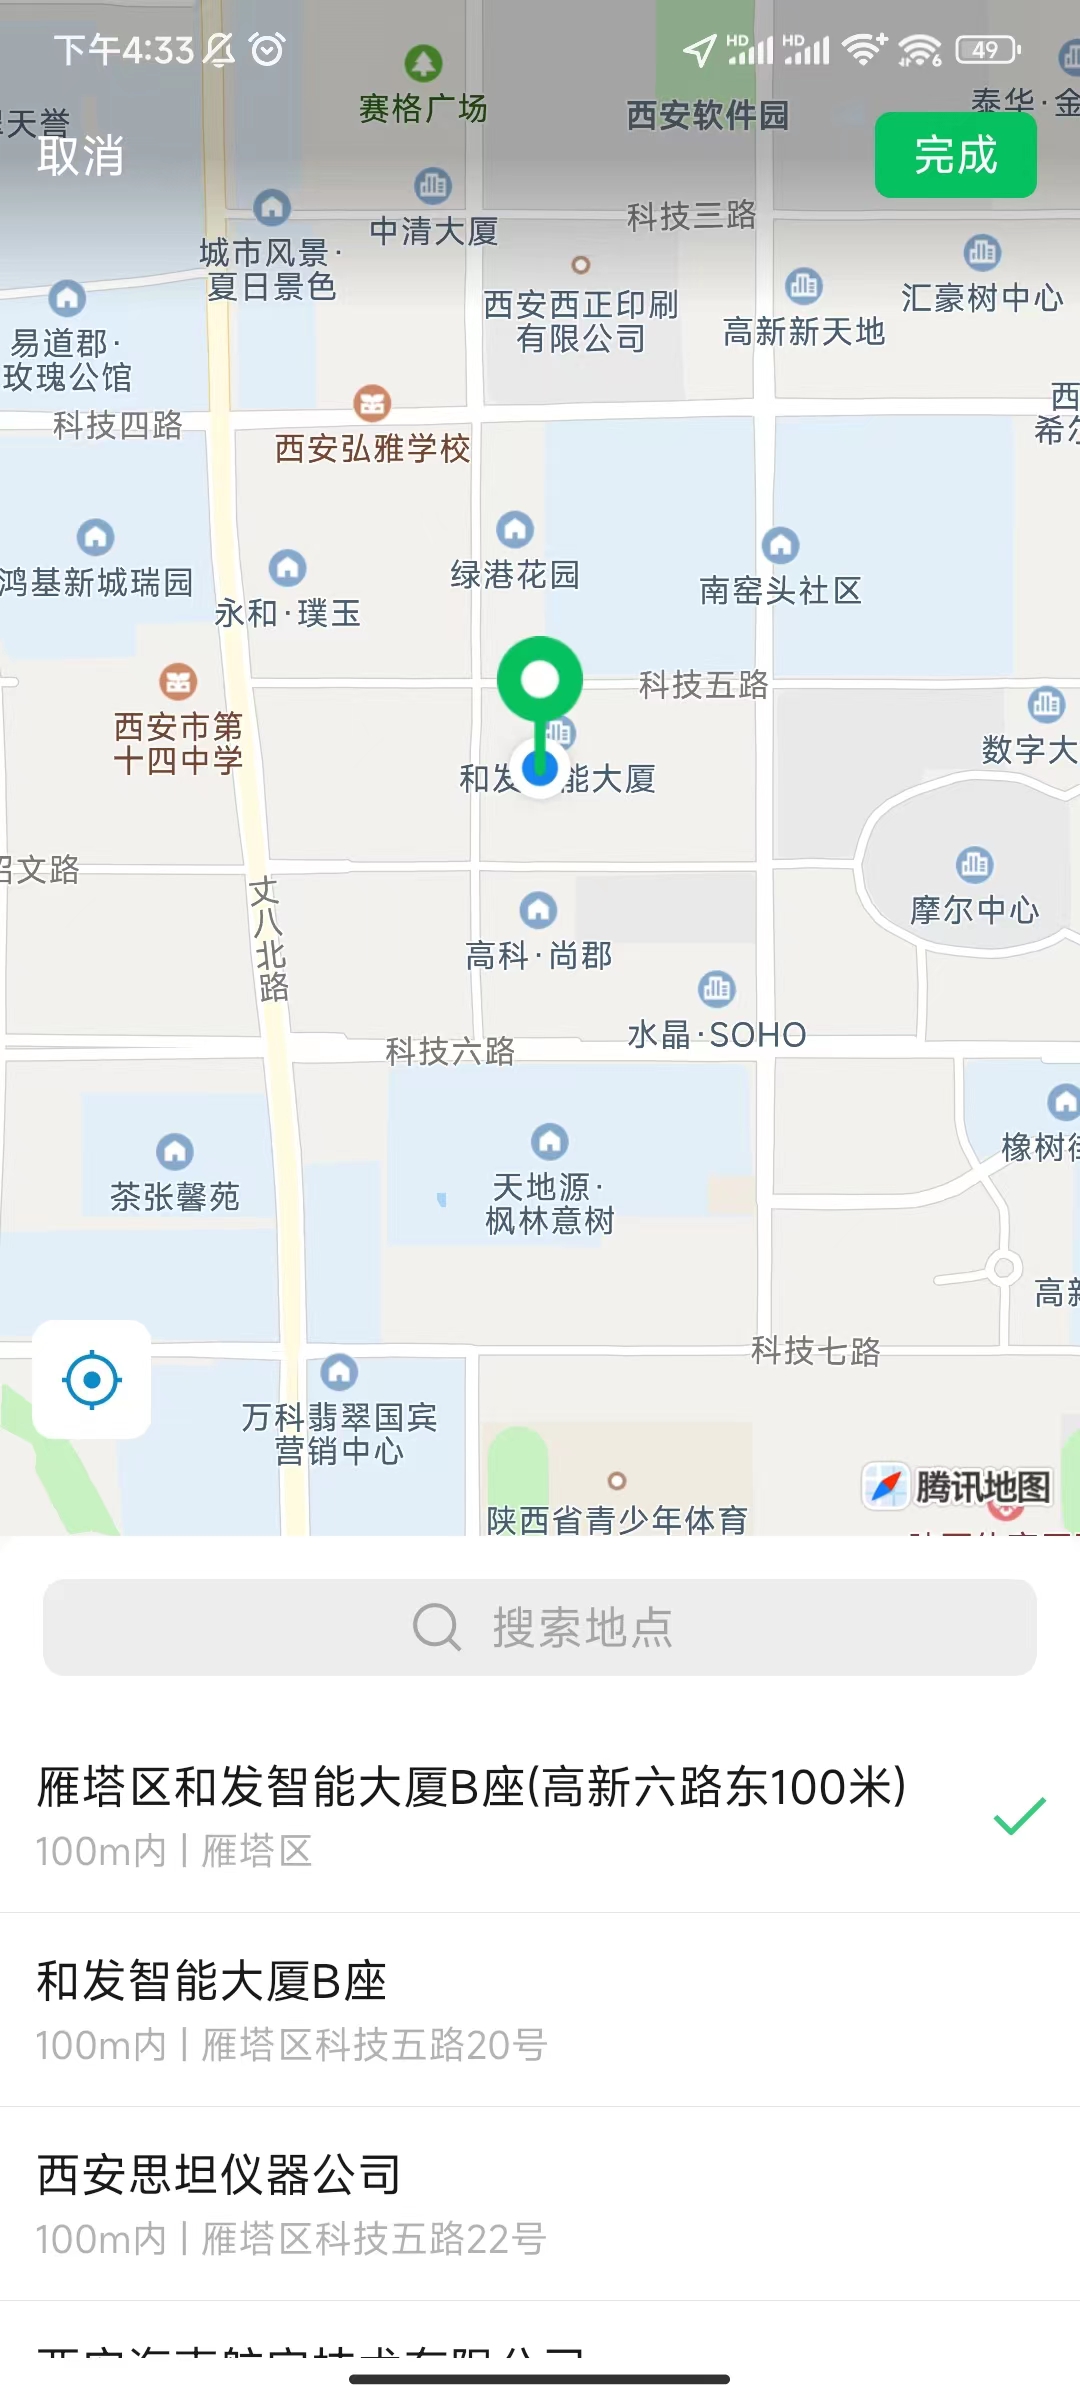 下午4:33
HD
HD
6
49
赛格广场
西安软件园
泰华·金
天誉
取消
完成
中清大厦
科技三路
城市风景·
夏日景色
汇豪树中心
西安西正印刷
有限公司
高新新天地
易道郡·
玫瑰公馆
科技四路
西
希尔
西安弘雅学校
鸿基新城瑞园
绿港花园
南窑头社区
永和·璞玉
科技五路
西安市第
十四中学
数字大
和发 能大厦
文路
丈八北路
摩尔中心
高科·尚郡
水晶·SOHO
科技六路
橡树街
茶张馨苑
天地源·
枫林意树
高新
科技七路
万科翡翠国宾
营销中心
腾讯地图
陕西省青少年体育
搜索地点
雁塔区和发智能大厦B座(高新六路东100米)
100m内 | 雁塔区
和发智能大厦B座
100m内 | 雁塔区科技五路20号
西安思坦仪器公司
100m内 | 雁塔区科技五路22号